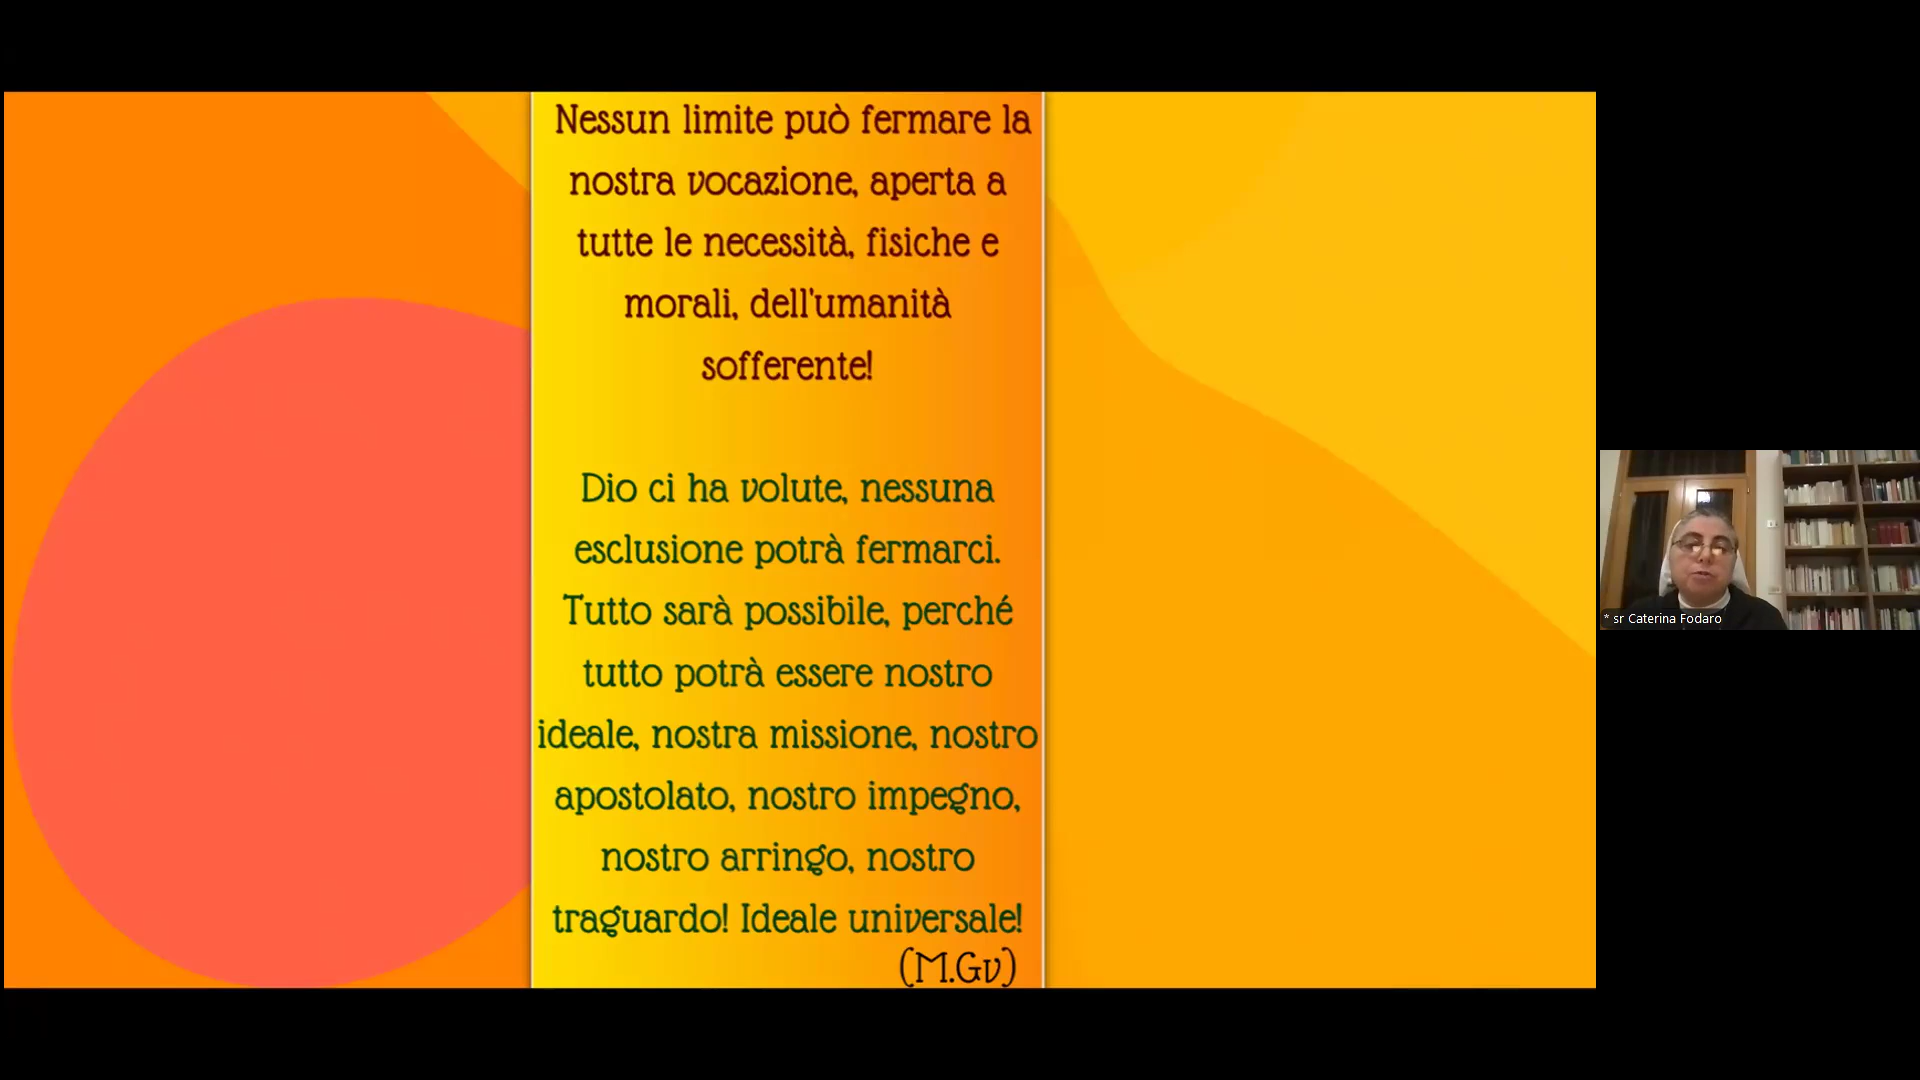 Nessun limite può fermare la
nostra vocazione, aperta a
tutte le necessità, fisiche e
morali, dell'umanità
sofferente!
Dio ci ha volute, nessuna
esclusione potrà fermarci.
Tutto sarà possibile, perché
tutto potrà essere nostro
ideale, nostra missione, nostro
apostolato, nostro impegno,
nostro arringo, nostro
traguardo! Ideale universale!
(M.Gv)
* sr Caterina Fodaro